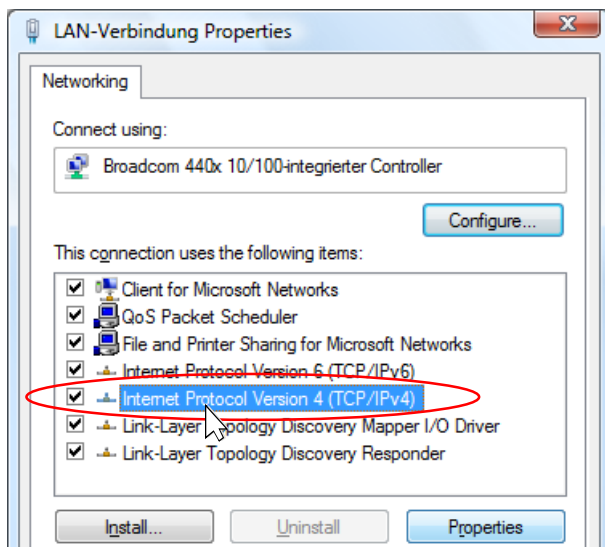 LAN-Verbindung Properties
Networking
Connect using:
Broadcom 440x 10/100-integrierter Controller
Configure...
This connection uses the following items:
Client for Microsoft Networks
QoS Packet Scheduler
File and Printer Sharing for Microsoft Networks
Internet Protocol Version 6 (TCP/IPv6)
Internet Protocol Version 4 (TCP/IPv4)
Link-Layer Topology Discovery Mapper I/O Driver
Link-Layer Topology Discovery Responder
Install...
Uninstall
Properties